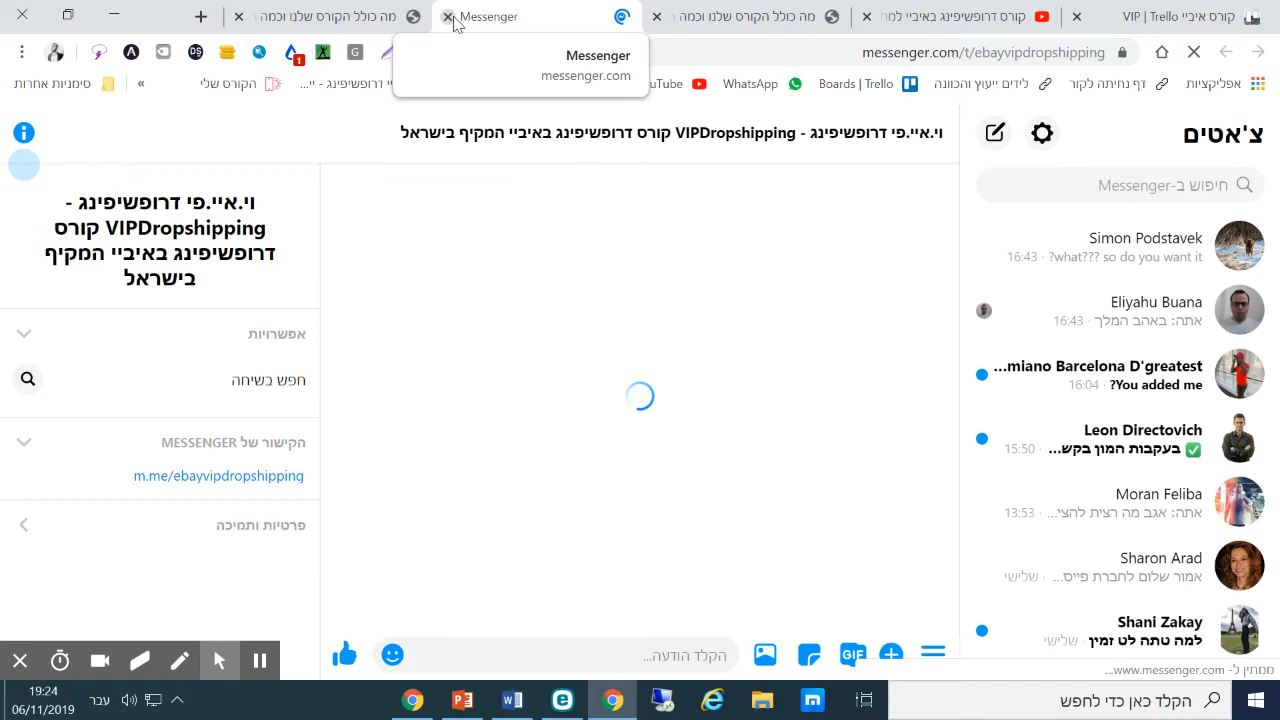 קורס איביי VIP | Trello
קורס דרופשיפינג באיביי למת
מה כולל הקורס שלנו וכמה ר
Messenger
מה כולל הקורס שלנו וכמה ר
messenger.com/t/ebayvipdropshipping
1
G
Messenger
messenger.com
אפליקציות
דף נחיתה לקור
לידים ייעוץ והכוונה
Boards | Trello
WhatsApp
uTube
דרופשיפינג - יי...
הקורס שלי
»
סימניות אחרות
צ'אטים
חיפוש ב-Messenger
Simon Podstavek
what??? so do you want it? · 16:43
Eliyahu Buana
אתה: באהב המלך · 16:43
miano Barcelona D'greatest...
You added me? · 16:04
Leon Directovich
✅ בעקבות המון בקש... · 15:50
Moran Feliba
אתה: אגב מה רצית להצי... · 13:53
Sharon Arad
אמור שלום לחברת פייס... · שלישי
Shani Zakay
למה טתה לט זמין · שלישי
ממתין ל- www.messenger.com...
וי.איי.פי דרופשיפינג - VIPDropshipping קורס דרופשיפינג באיביי המקיף בישראל
הקלד הודעה...
GIF
וי.איי.פי דרופשיפינג -
VIPDropshipping קורס
דרופשיפינג באיביי המקיף
בישראל
אפשרויות
חפש בשיחה
הקישור של MESSENGER
m.me/ebayvipdropshipping
פרטיות ותמיכה
הקלד כאן כדי לחפש
עבר
19:24
06/11/2019